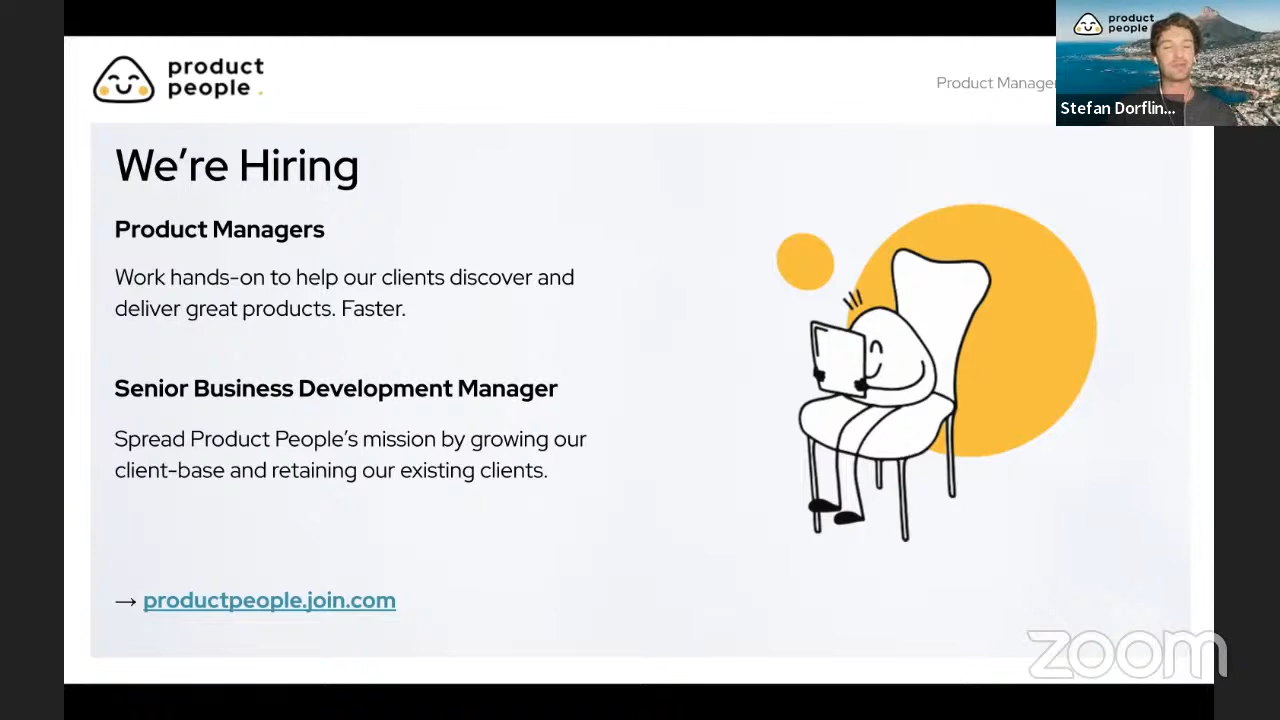 product
people.
Product Manager
product
people
Stefan Dorflin...
We're Hiring
Product Managers
Work hands-on to help our clients discover and
deliver great products. Faster.
Senior Business Development Manager
Spread Product People's mission by growing our
client-base and retaining our existing clients.
→ productpeople.join.com
zoom